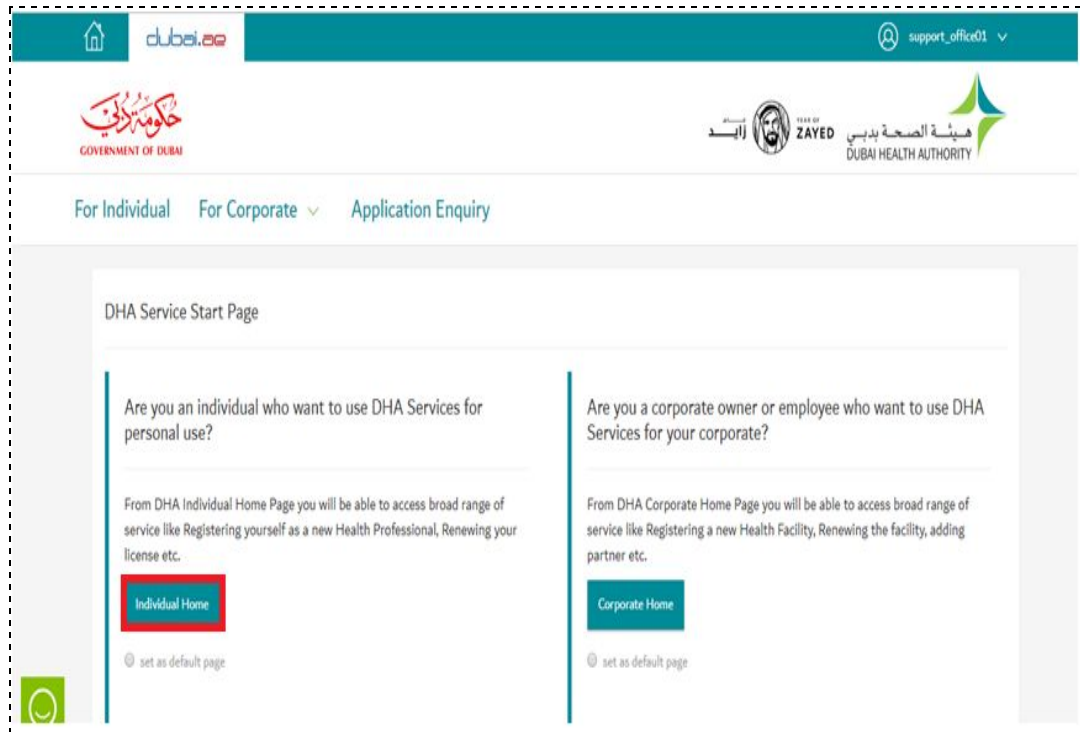 dubai.ae
support_office01
حكومة دبي
GOVERNMENT OF DUBAI
عام زايد
YEAR OF
ZAYED
هيئة الصحة بدبي
DUBAI HEALTH AUTHORITY
For Individual For Corporate Application Enquiry
DHA Service Start Page
Are you an individual who want to use DHA Services for
personal use?
From DHA Individual Home Page you will be able to access broad range of
service like Registering yourself as a new Health Professional, Renewing your
license etc.
Individual Home
set as default page
Are you a corporate owner or employee who want to use DHA
Services for your corporate?
From DHA Corporate Home Page you will be able to access broad range of
service like Registering a new Health Facility, Renewing the facility, adding
partner etc.
Corporate Home
set as default page